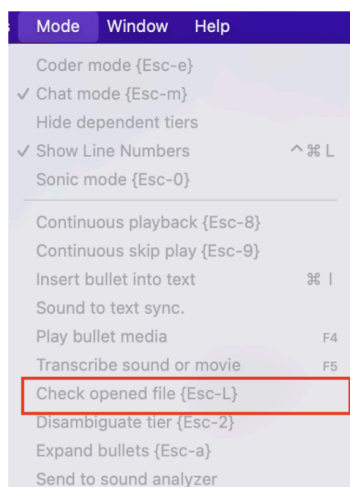 s Mode Window Help
Coder mode {Esc-e}
✓ Chat mode {Esc-m}
Hide dependent tiers
✓ Show Line Numbers ^⌘ L
Sonic mode {Esc-0}
Continuous playback {Esc-8}
Continuous skip play {Esc-9}
Insert bullet into text ⌘ I
Sound to text sync.
Play bullet media F4
Transcribe sound or movie F5
Check opened file {Esc-L}
Disambiguate tier {Esc-2}
Expand bullets {Esc-a}
Send to sound analyzer